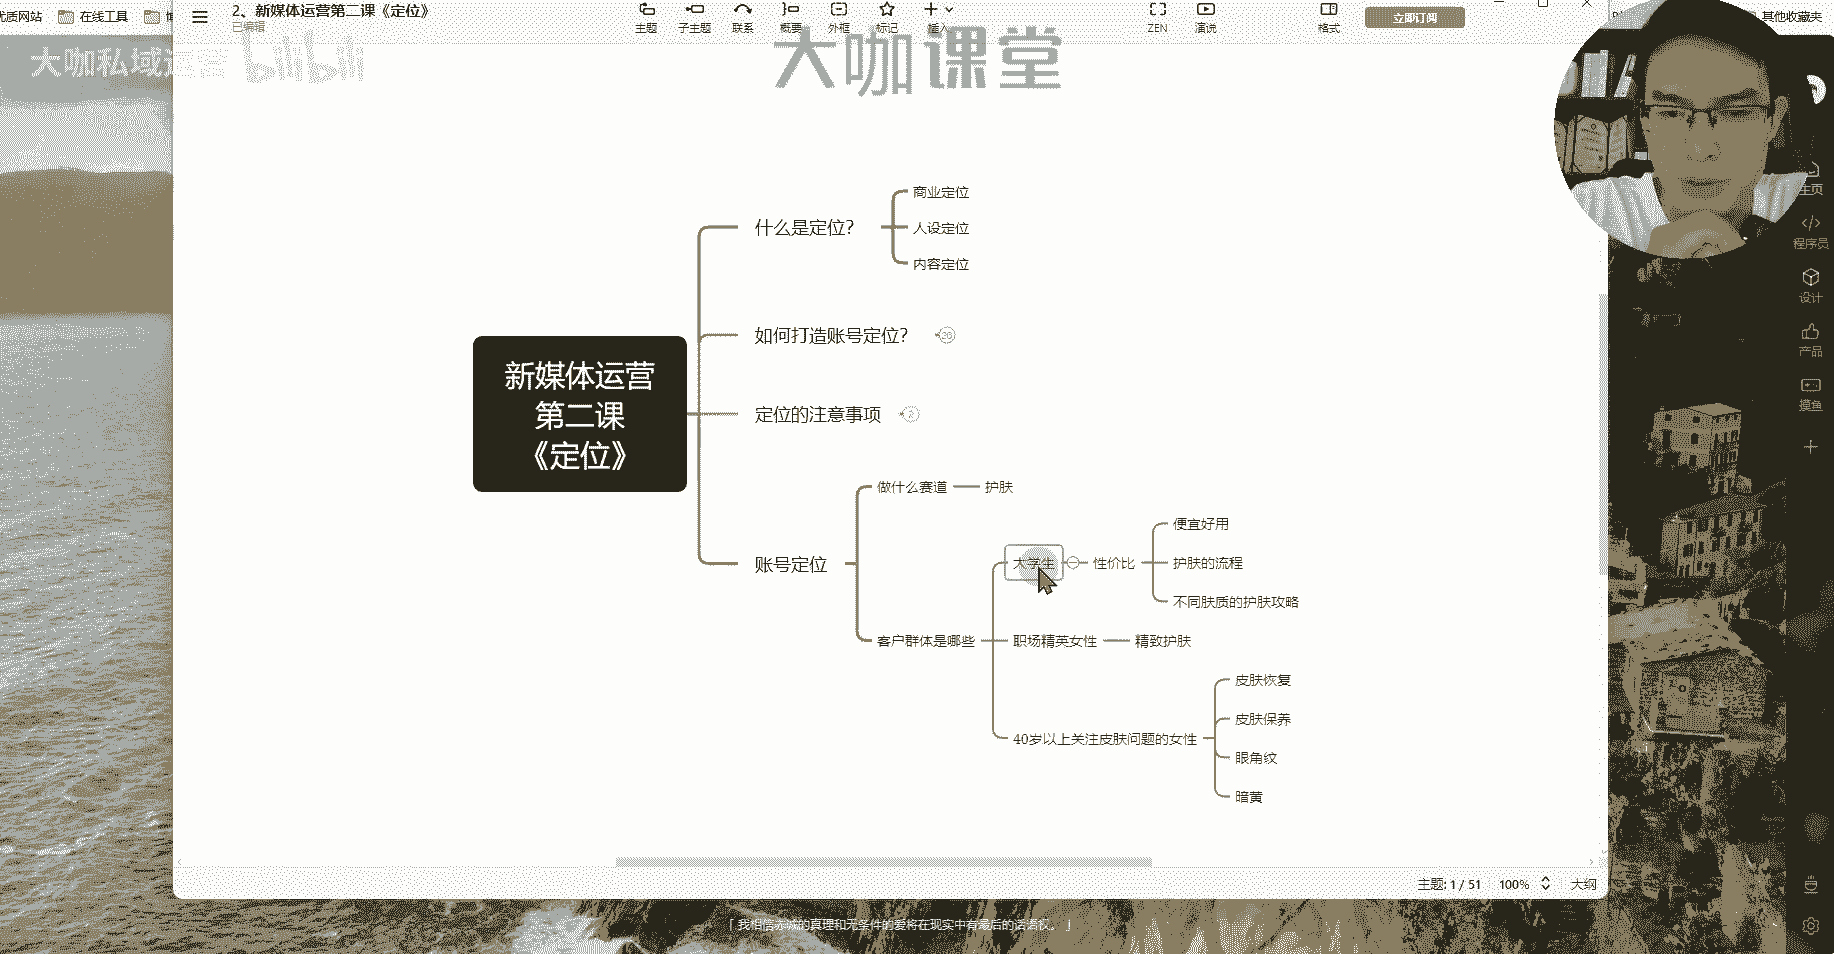 优质网站
在线工具
2、新媒体运营第二课《定位》
已编辑
主题
子主题
联系
概要
外框
标记
插入
ZEN
演说
格式
立即订阅
其他收藏夹
大咖私域运营
bilibili
大咖课堂
主页
程序员
设计
产品
摸鱼
新媒体运营
第二课
《定位》
什么是定位？
商业定位
人设定位
内容定位
如何打造账号定位？
20
定位的注意事项
2
账号定位
做什么赛道
护肤
客户群体是哪些
大学生
性价比
便宜好用
护肤的流程
不同肤质的护肤攻略
职场精英女性
精致护肤
40岁以上关注皮肤问题的女性
皮肤恢复
皮肤保养
眼角纹
暗黄
主题: 1 / 51
100%
大纲
「 我相信赤诚的真理和无条件的爱将在现实中有最后的话语权。 」